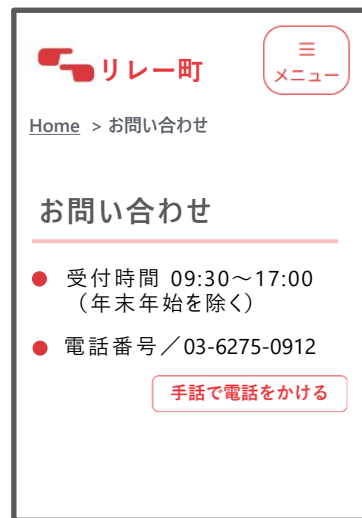 リレー町
メニュー
Home > お問い合わせ
お問い合わせ
受付時間 09:30〜17:00
（年末年始を除く）
電話番号／03-6275-0912
手話で電話をかける